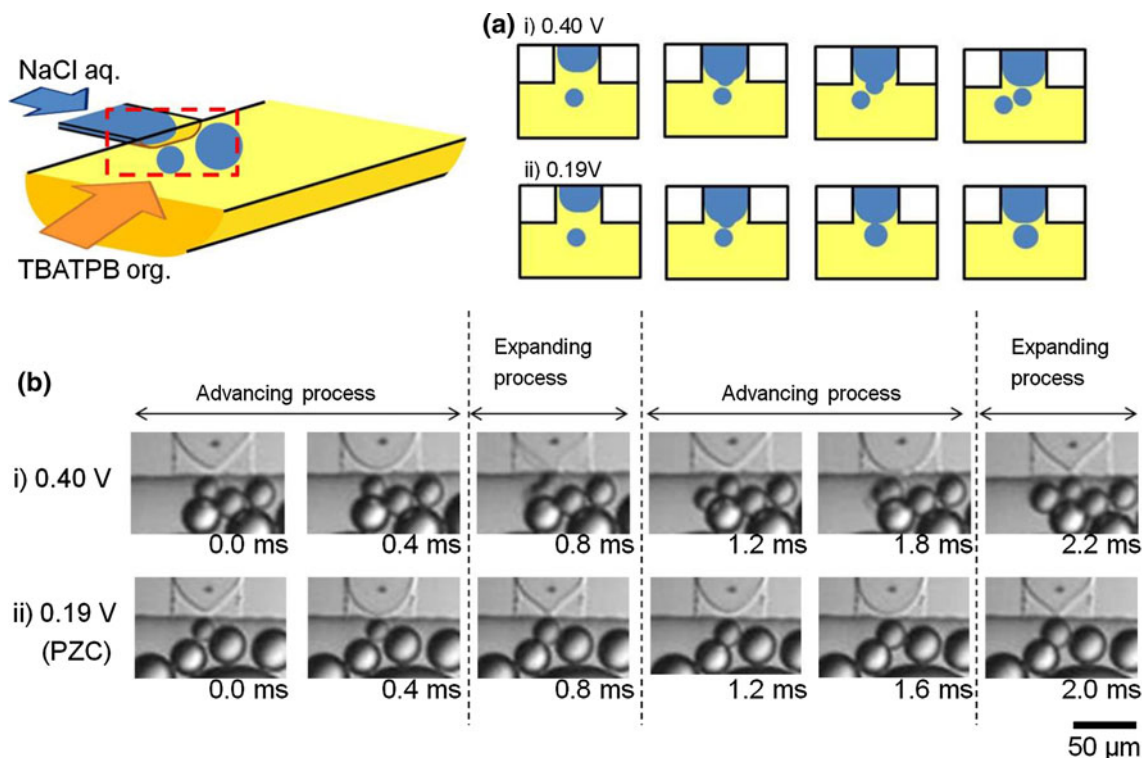 NaCl aq.
TBATPB org.
(a) i) 0.40 V
ii) 0.19V
(b)
Advancing process
Expanding
process
Advancing process
Expanding
process
i) 0.40 V
0.0 ms 0.4 ms 0.8 ms 1.2 ms 1.8 ms 2.2 ms
ii) 0.19 V
(PZC)
0.0 ms 0.4 ms 0.8 ms 1.2 ms 1.6 ms 2.0 ms
50 μm